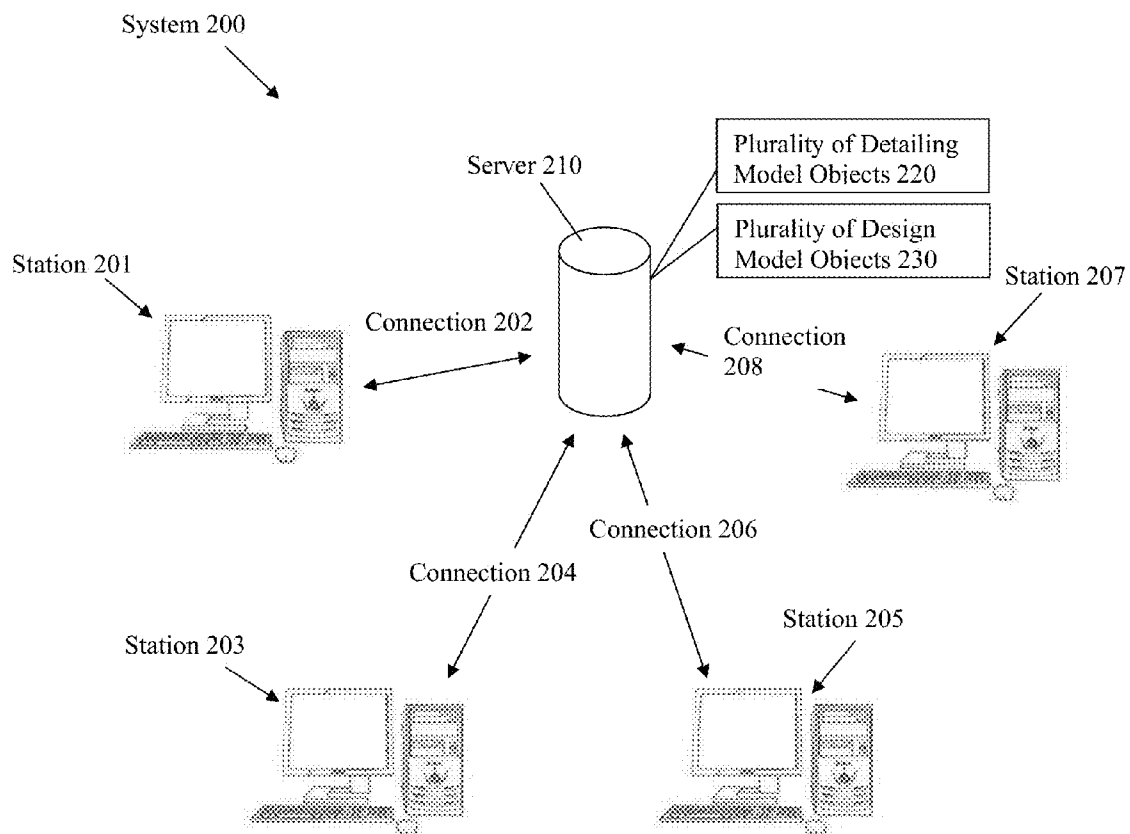 System 200
Plurality of Detailing
Model Objects 220
Server 210
Plurality of Design
Model Objects 230
Station 201
Station 207
Connection 202
Connection
208
Connection 206
Connection 204
Station 205
Station 203